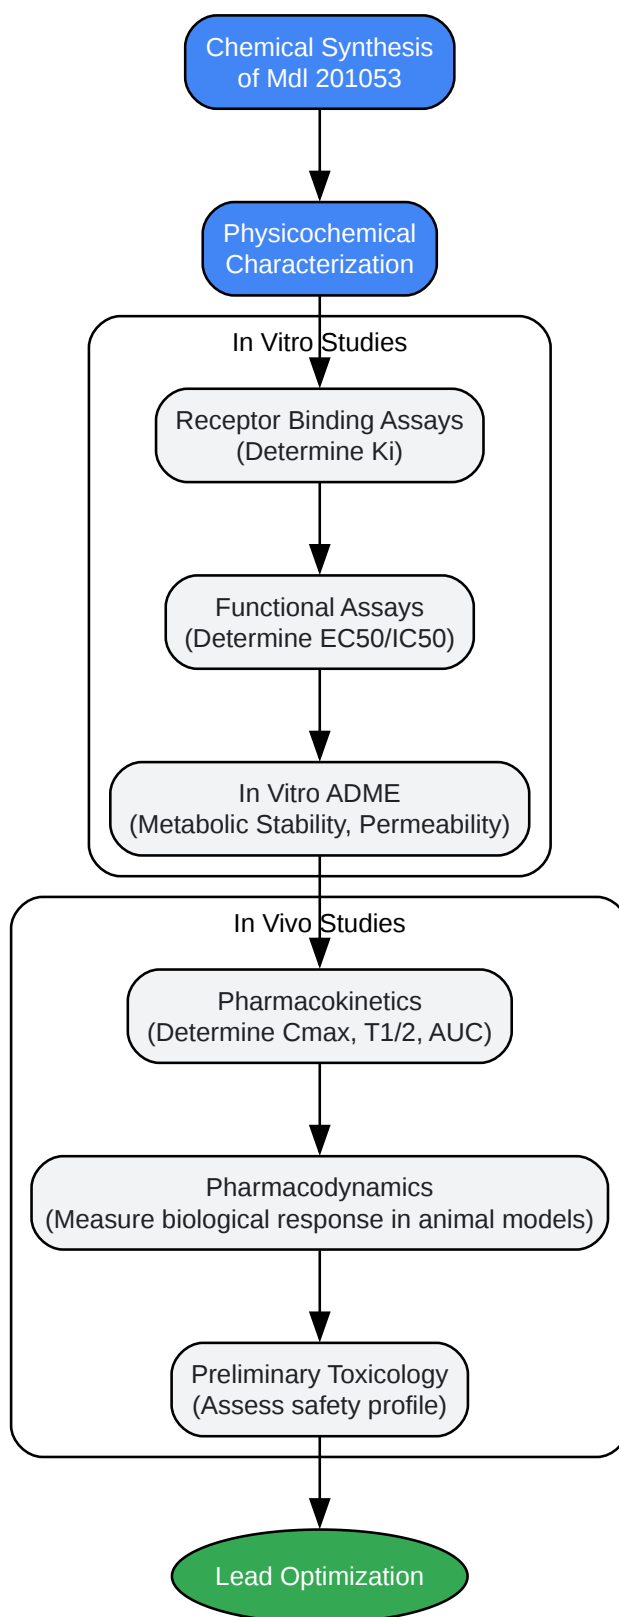 Chemical Synthesis
of Mdl 201053
Physicochemical
Characterization
In Vitro Studies
Receptor Binding Assays
(Determine Ki)
Functional Assays
(Determine EC50/IC50)
In Vitro ADME
(Metabolic Stability, Permeability)
In Vivo Studies
Pharmacokinetics
(Determine Cmax, T1/2, AUC)
Pharmacodynamics
(Measure biological response in animal models)
Preliminary Toxicology
(Assess safety profile)
Lead Optimization